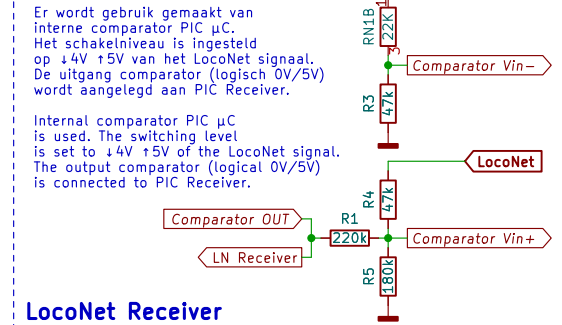 Er wordt gebruik gemaakt van
interne comparator PIC µC.
Het schakelniveau is ingesteld
op ↓4V ↑5V van het LocoNet signaal.
De uitgang comparator (logisch 0V/5V)
wordt aangelegd aan PIC Receiver.
Internal comparator PIC µC
is used. The switching level
is set to ↓4V ↑5V of the LocoNet signal.
The output comparator (logical 0V/5V)
is connected to PIC Receiver.
1
RN1B
22K
3
Comparator Vin−
R3
47k
LocoNet
R4
47k
Comparator OUT
R1
220k
Comparator Vin+
LN Receiver
R5
180k
LocoNet Receiver